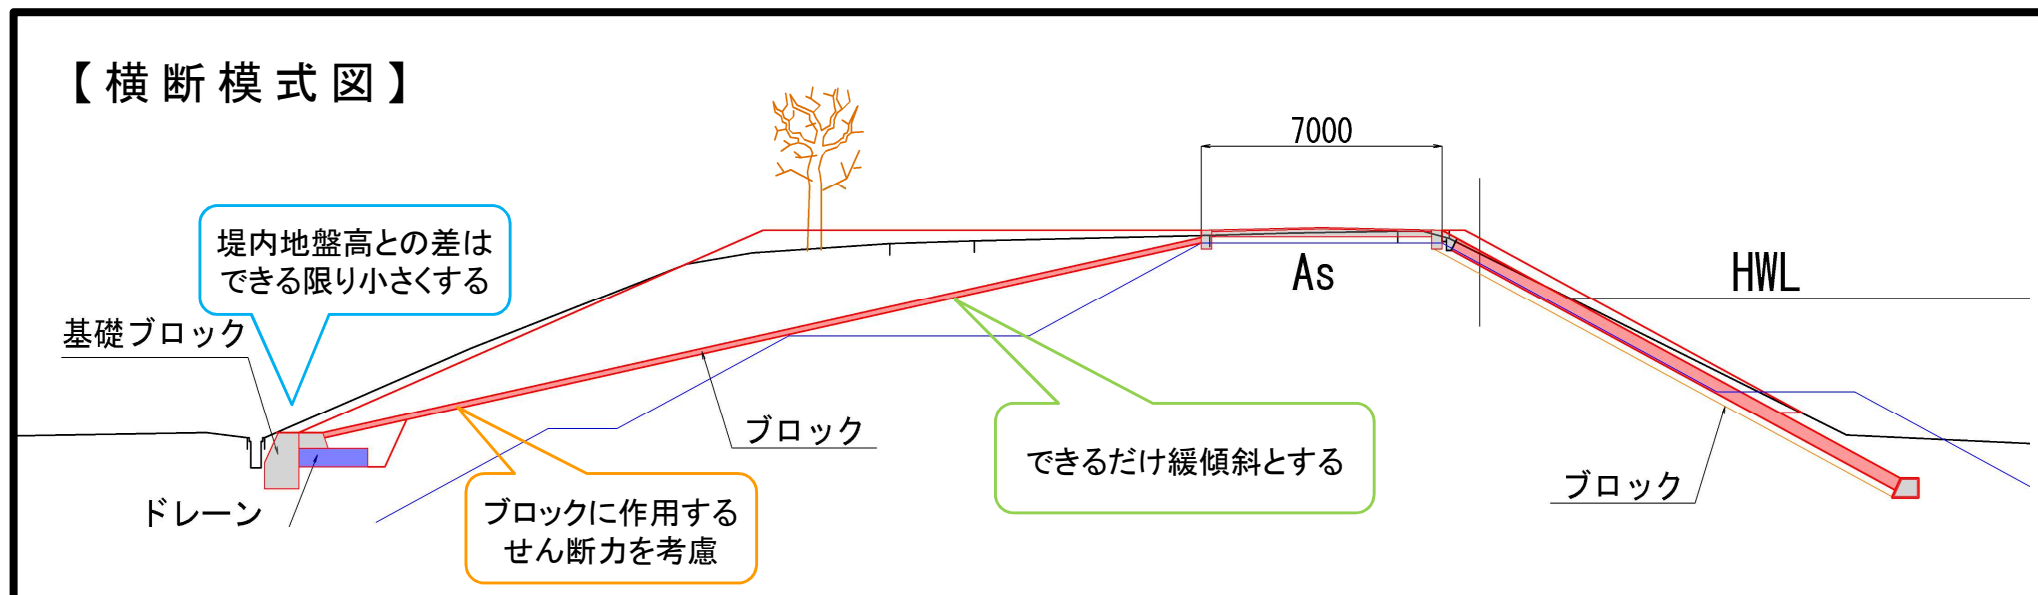 【横断模式図】
7000
堤内地盤高との差は
できる限り小さくする
As
HWL
基礎ブロック
ブロック
できるだけ緩傾斜とする
ブロック
ドレーン
ブロックに作用する
せん断力を考慮